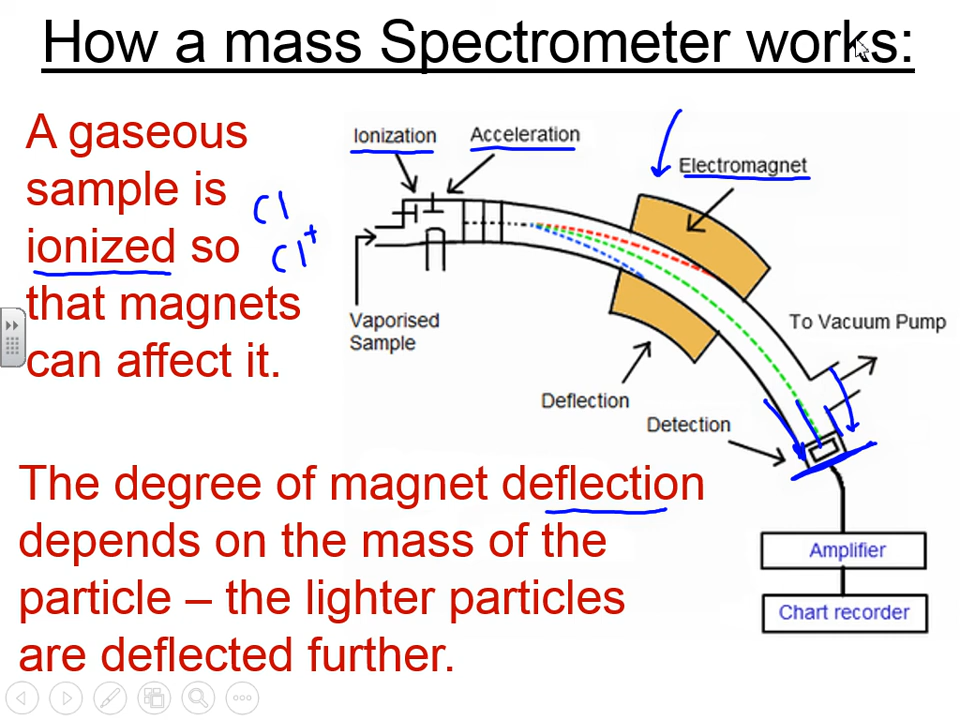 How a mass Spectrometer works:
A gaseous
sample is
ionized so
that magnets
can affect it.
Cl
Cl+
Ionization
Acceleration
Electromagnet
Vaporised
Sample
To Vacuum Pump
Deflection
Detection
Amplifier
Chart recorder
The degree of magnet deflection
depends on the mass of the
particle – the lighter particles
are deflected further.